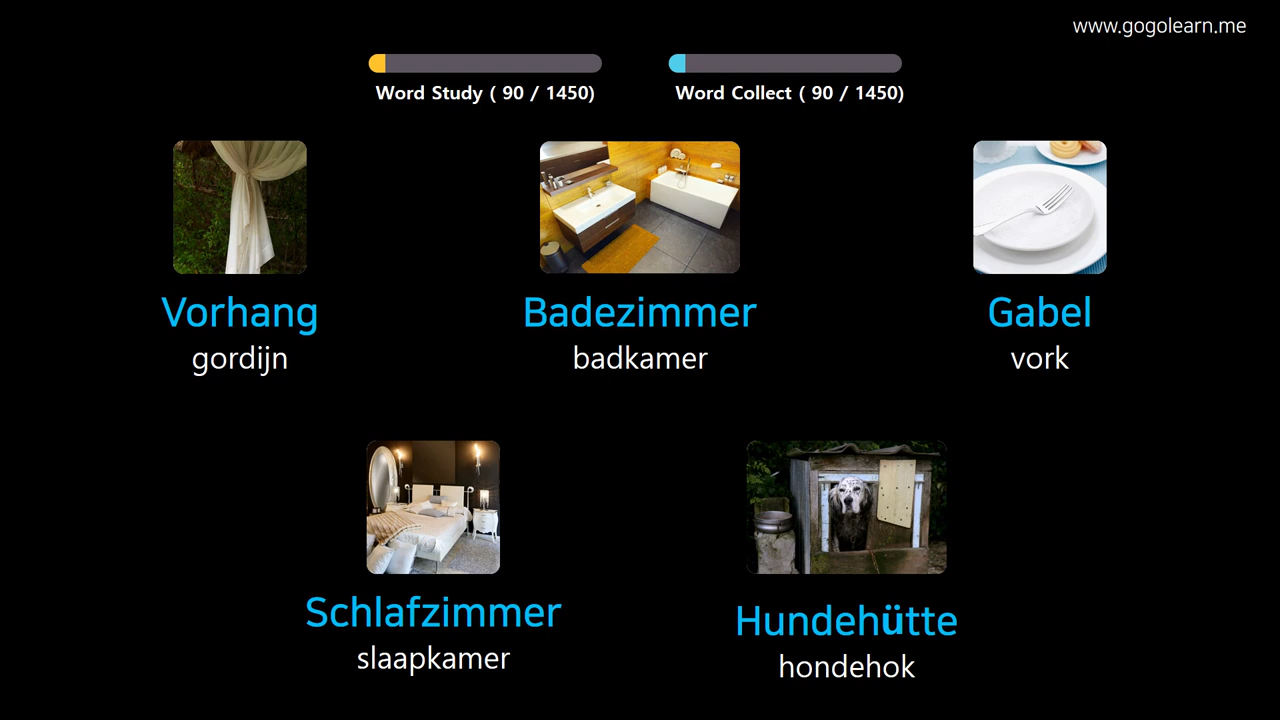 www.gogolearn.me
Word Study ( 90 / 1450)
Word Collect ( 90 / 1450)
Vorhang
gordijn
Badezimmer
badkamer
Gabel
vork
Schlafzimmer
slaapkamer
Hundehütte
hondehok